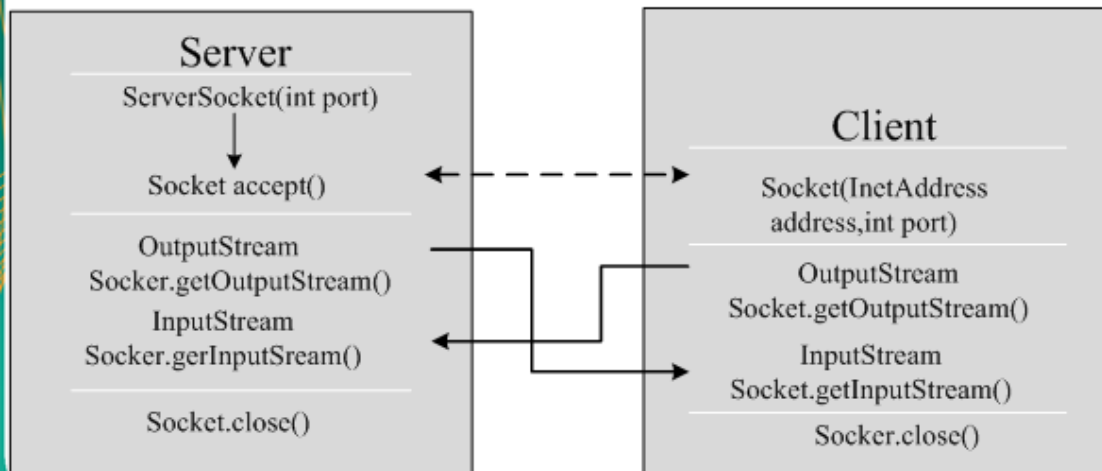 Server
ServerSocket(int port)
Socket accept()
OutputStream
Socker.getOutputStream()
InputStream
Socker.gerInputSream()
Socket.close()
Client
Socket(InetAddress
address,int port)
OutputStream
Socket.getOutputStream()
InputStream
Socket.getInputStream()
Socker.close()